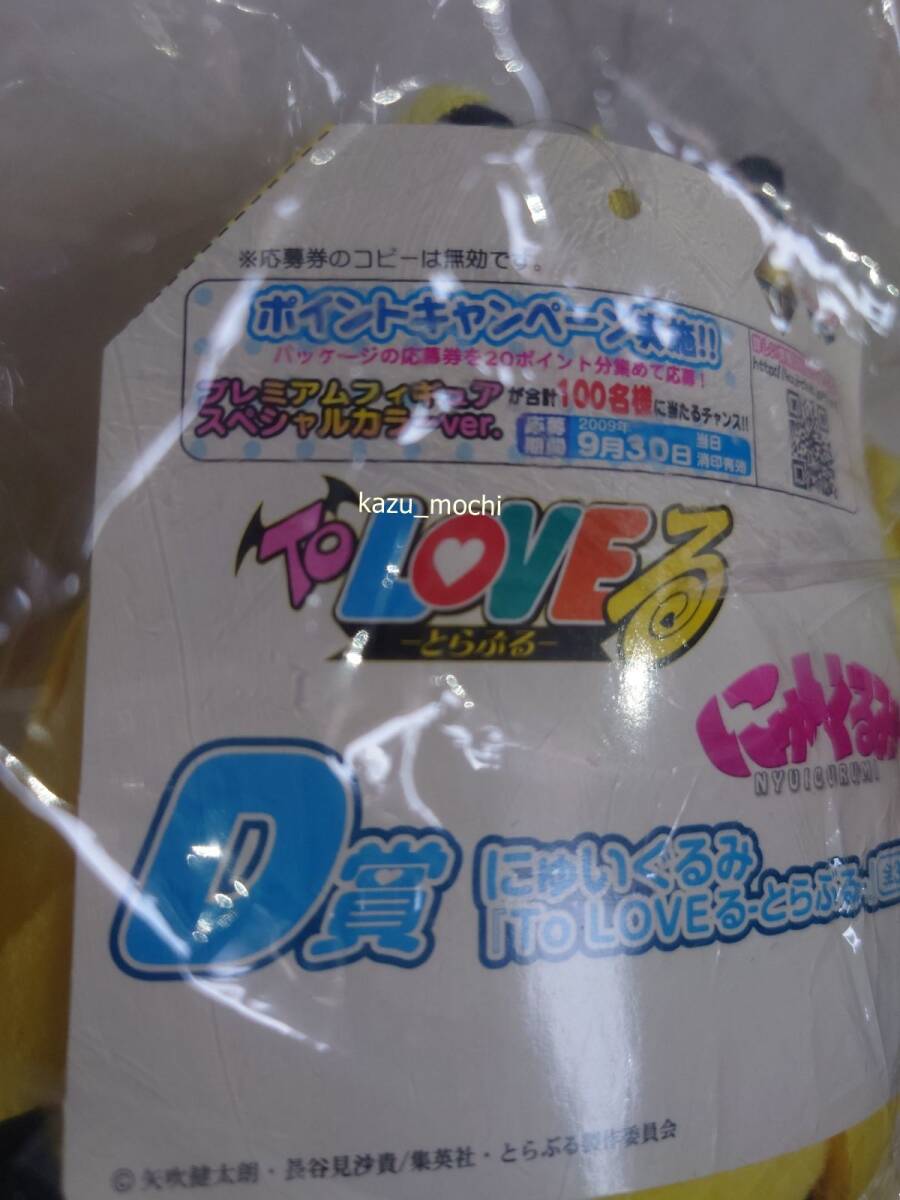 ※応募券のコピーは無効です。
ポイントキャンペーン実施!!
パッケージの応募券を20ポイント分集めて応募！
プレミアムフィギュア
スペシャルカラーver.
が合計100名様に当たるチャンス!!
応募期間 2009年9月30日 当日消印有効
kazu_mochi
To LOVEる
-とらぶる-
にゅいぐるみ
NYUIGURUMI
D賞
にゅいぐるみ
「To LOVEる-とらぶる-」
© 矢吹健太朗・長谷見沙貴/集英社・とらぶる製作委員会